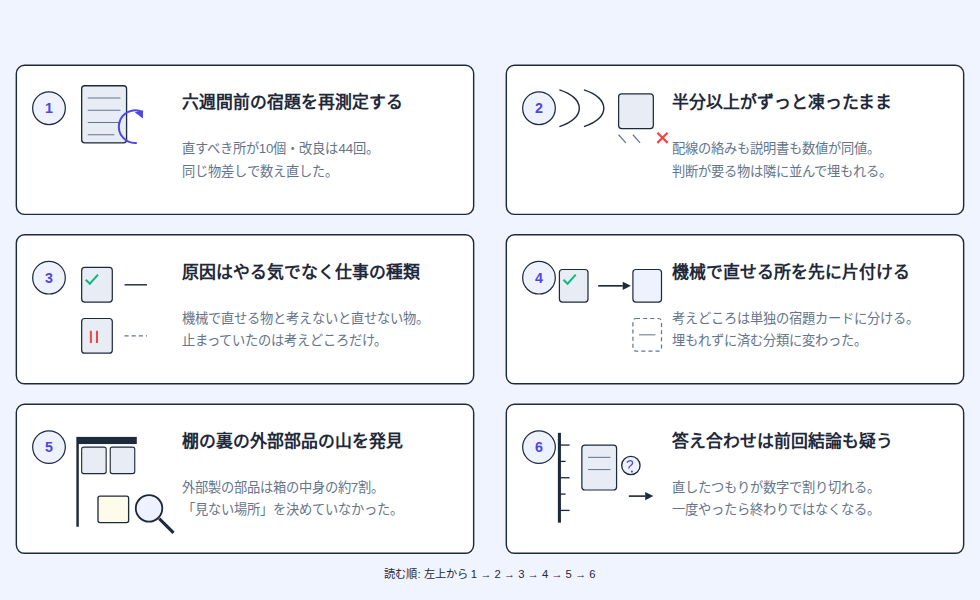 1
六週間前の宿題を再測定する
直すべき所が10個・改良は44回。
同じ物差しで数え直した。
2
半分以上がずっと凍ったまま
配線の絡みも説明書も数値が同値。
判断が要る物は隣に並んで埋もれる。
3
原因はやる気でなく仕事の種類
機械で直せる物と考えないと直せない物。
止まっていたのは考えどころだけ。
4
機械で直せる所を先に片付ける
考えどころは単独の宿題カードに分ける。
埋もれずに済む分類に変わった。
5
棚の裏の外部部品の山を発見
外部製の部品は箱の中身の約7割。
「見ない場所」を決めていなかった。
6
?
答え合わせは前回結論も疑う
直したつもりが数字で割り切れる。
一度やったら終わりではなくなる。
読む順: 左上から 1 → 2 → 3 → 4 → 5 → 6